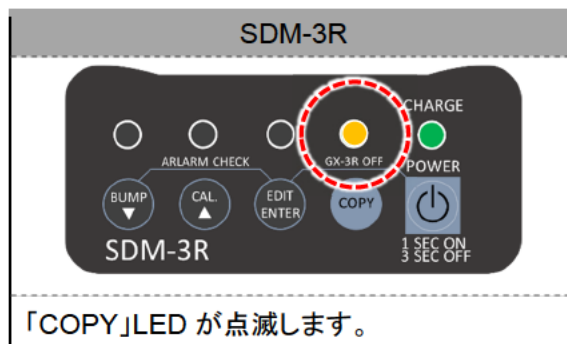 SDM-3R
CHARGE
ARLARM CHECK
GX-3R OFF
POWER
BUMP
▼
CAL.
▲
EDIT
ENTER
COPY
SDM-3R
1 SEC ON
3 SEC OFF
「COPY」LED が点滅します。